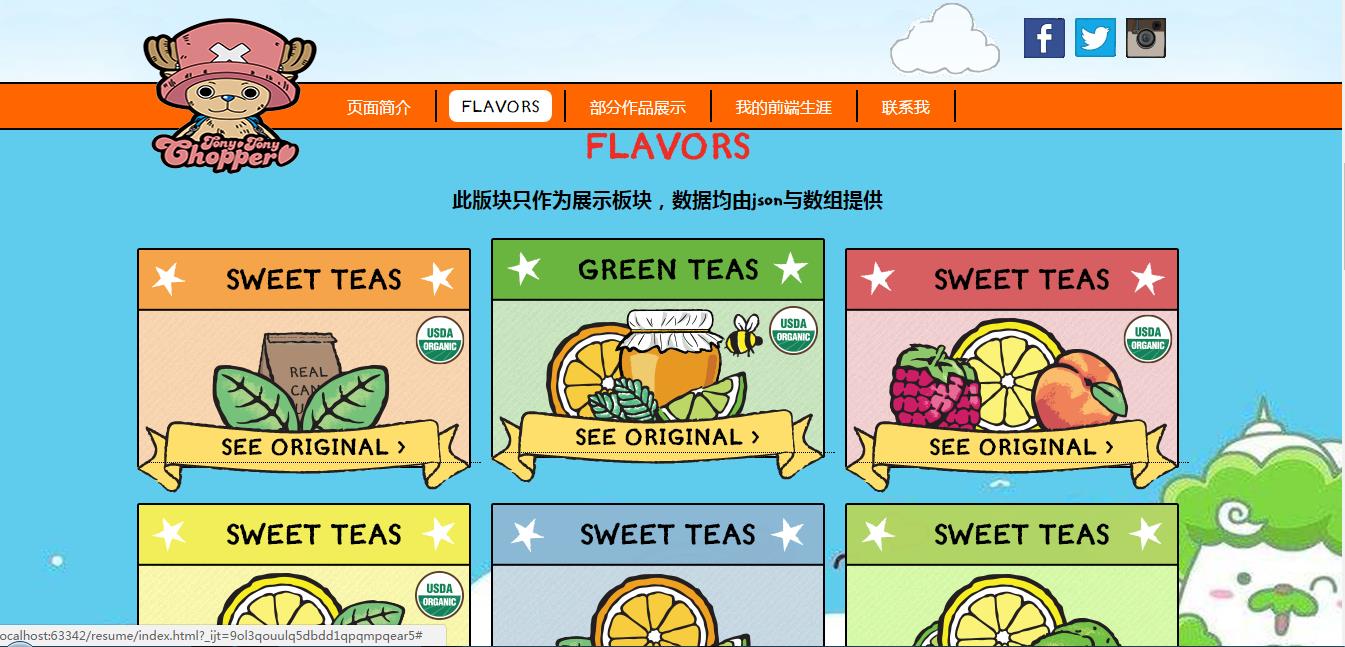 Tony Tony
Chopper
页面简介
FLAVORS
部分作品展示
我的前端生涯
联系我
FLAVORS
此版块只作为展示板块，数据均由json与数组提供
SWEET TEAS
GREEN TEAS
SWEET TEAS
USDA
ORGANIC
USDA
ORGANIC
USDA
ORGANIC
REAL
SEE ORIGINAL >
SEE ORIGINAL >
SEE ORIGINAL >
SWEET TEAS
SWEET TEAS
SWEET TEAS
USDA
ORGANIC
ocalhost:63342/resume/index.html?_ijt=9ol3qouulq5dbdd1qpqmpqear5#